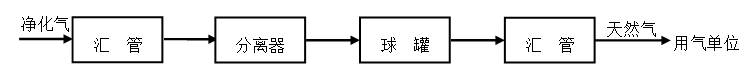 净化气
汇 管
分离器
球 罐
汇 管
天然气
用气单位